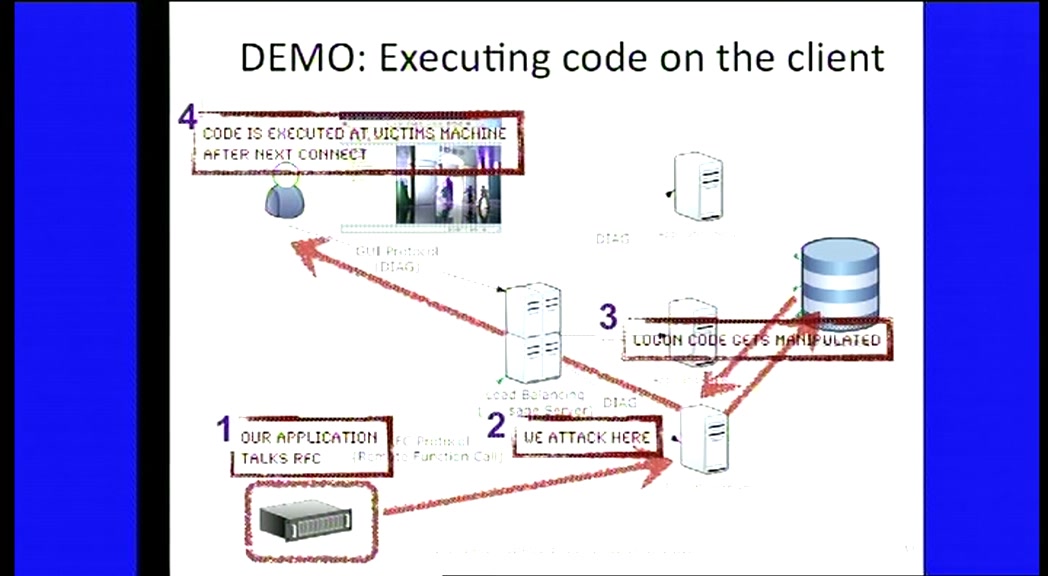 DEMO: Executing code on the client
4
CODE IS EXECUTED AT VICTIMS MACHINE
AFTER NEXT CONNECT
DIAG
GUI Protocol
(DIAG)
3
LOGON CODE GETS MANIPULATED
Load Balancing
Server)
DIAG
1
OUR APPLICATION
TALKS RFC
Protocol
(Remote Function Call)
2
WE ATTACK HERE